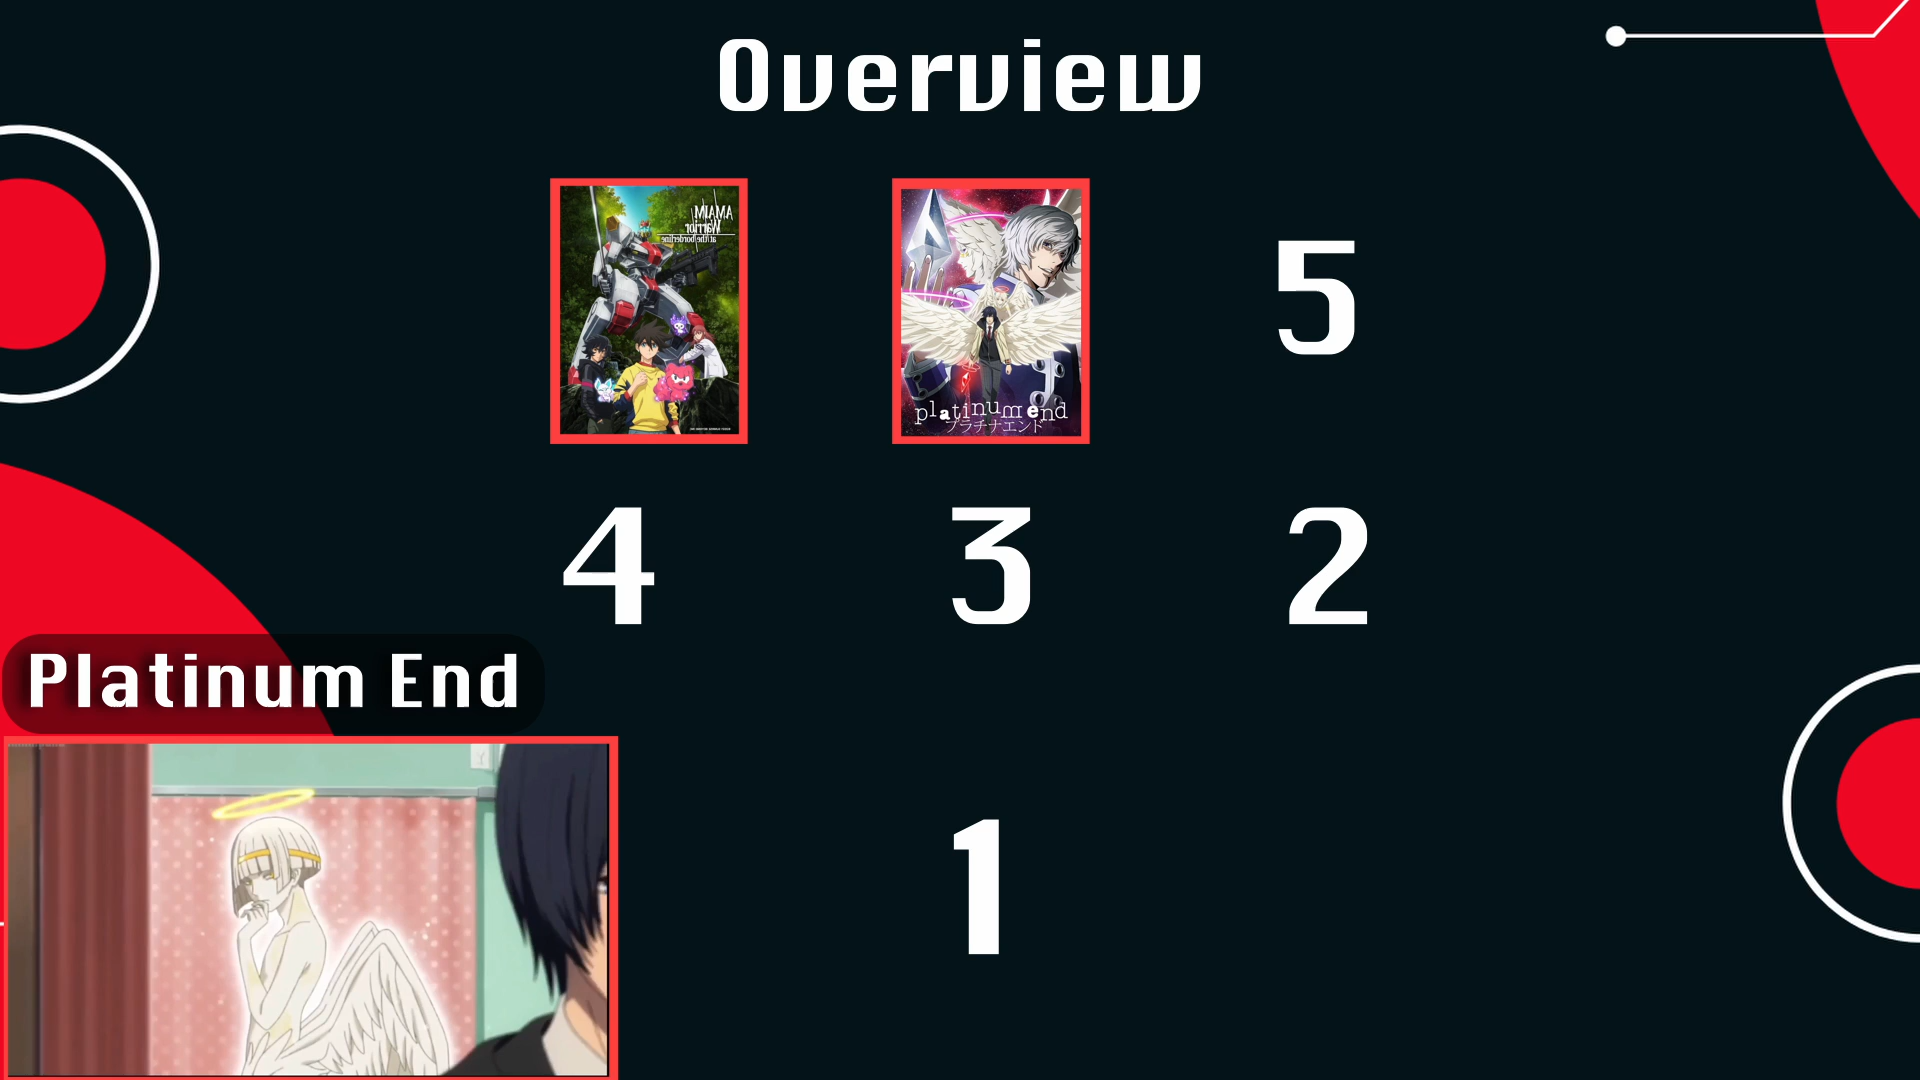 Overview
AMAIM
Warrior
at the borderline
platinum end
プラチナエンド
5
4
3
2
Platinum End
1